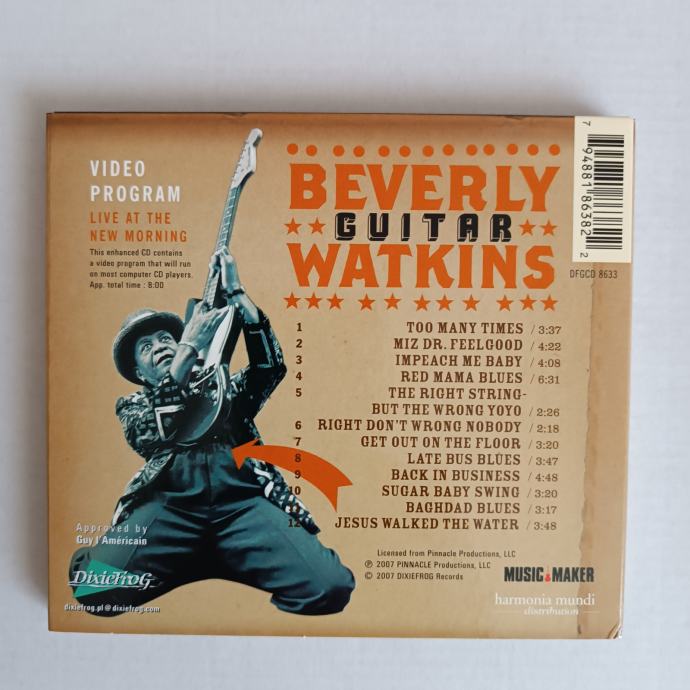 VIDEO
PROGRAM
LIVE AT THE
NEW MORNING
This enhanced CD contains
a video program that will run
on most computer CD players.
App. total time : 8:00
BEVERLY
GUITAR
WATKINS
7 94881 86382 2
DFGCD 8633
1 TOO MANY TIMES / 3:37
2 MIZ DR. FEELGOOD / 4:22
3 IMPEACH ME BABY / 4:08
4 RED MAMA BLUES / 6:31
5 THE RIGHT STRING-
BUT THE WRONG YOYO / 2:26
6 RIGHT DON'T WRONG NOBODY / 2:18
7 GET OUT ON THE FLOOR / 3:20
8 LATE BUS BLUES / 3:47
9 BACK IN BUSINESS / 4:48
10 SUGAR BABY SWING / 3:20
11 BAGHDAD BLUES / 3:17
12 JESUS WALKED THE WATER / 3:48
Approved by
Guy l'Américain
DixieFroG
dixiefrog.pl@dixiefrog.com
Licensed from Pinnacle Productions, LLC
℗ 2007 PINNACLE Productions, LLC
© 2007 DIXIEFROG Records
MUSIC MAKER
harmonia mundi
distribution